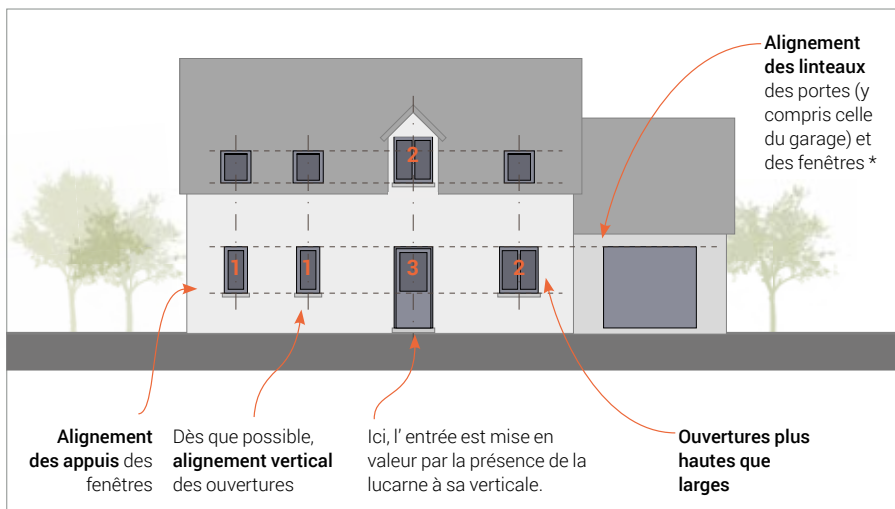 Alignement
des linteaux
des portes (y
compris celle
du garage) et
des fenêtres *
2
1
1
3
2
Alignement
des appuis des
fenêtres
Dès que possible,
alignement vertical
des ouvertures
Ici, l’ entrée est mise en
valeur par la présence de la
lucarne à sa verticale.
Ouvertures plus
hautes que
larges